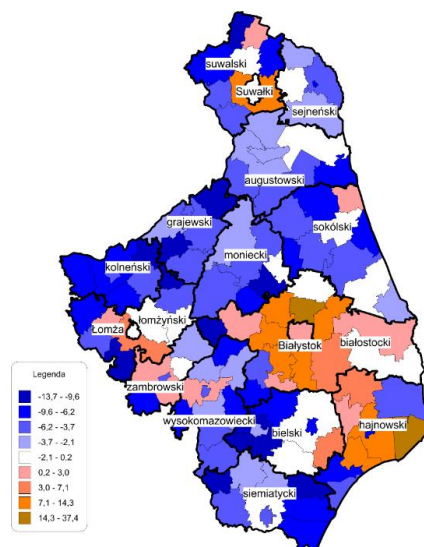 suwalski
Suwałki
sejneński
augustowski
grajewski
moniecki
sokólski
kolneński
Łomża
łomżyński
Białystok
białostocki
zambrowski
wysokomazowiecki
bielski
hajnowski
siemiatycki
Legenda
-13,7 - -9,6
-9,6 - -6,2
-6,2 - -3,7
-3,7 - -2,1
-2,1 - 0,2
0,2 - 3,0
3,0 - 7,1
7,1 - 14,3
14,3 - 37,4